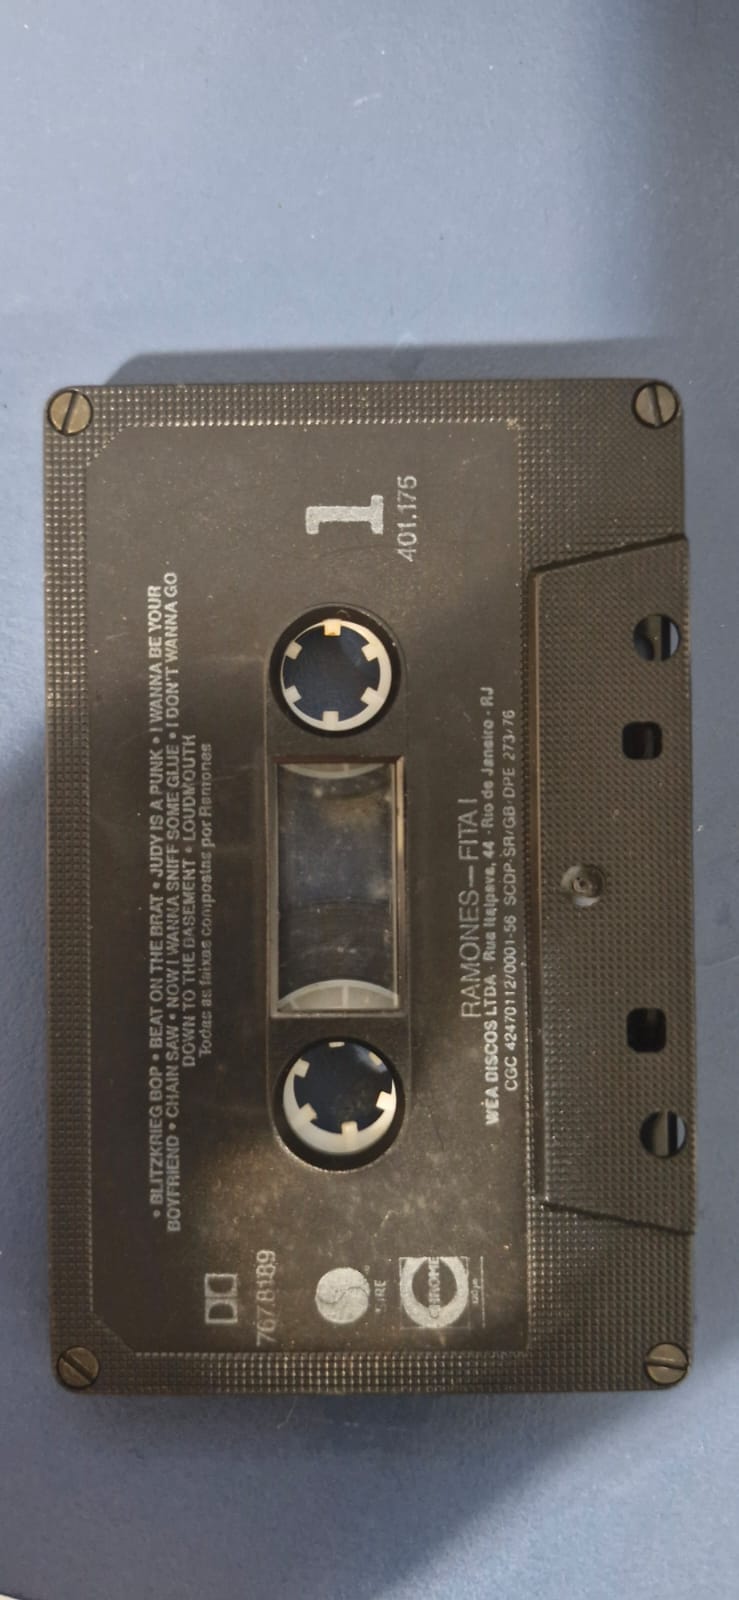 • BLITZKRIEG BOP • BEAT ON THE BRAT • JUDY IS A PUNK • I WANNA BE YOUR
BOYFRIEND • CHAIN SAW • NOW I WANNA SNIFF SOME GLUE • I DON'T WANNA GO
DOWN TO THE BASEMENT • LOUDMOUTH
Todas as faixas compostas por Ramones
767.8189
1
401.175
SIRE
CHROME
RAMONES — FITA I
WEA DISCOS LTDA · Rua Itaipava, 44 · Rio de Janeiro · RJ
CGC 42470112/0001-56 SCDP·SR/GB·DPE 273/76